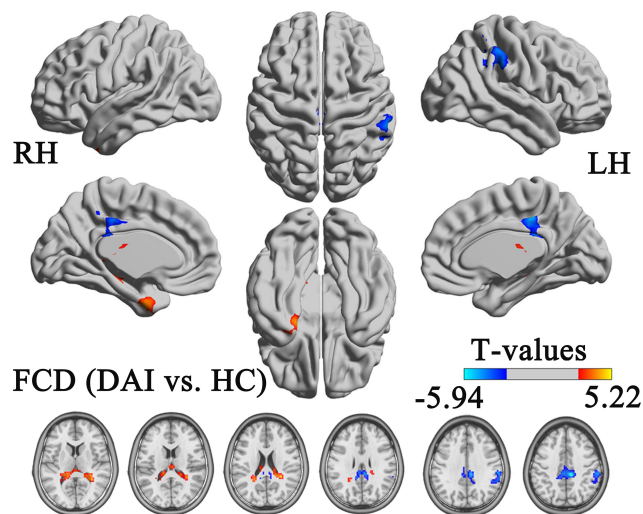 RH
LH
FCD (DAI vs. HC)
T-values
-5.94
5.22